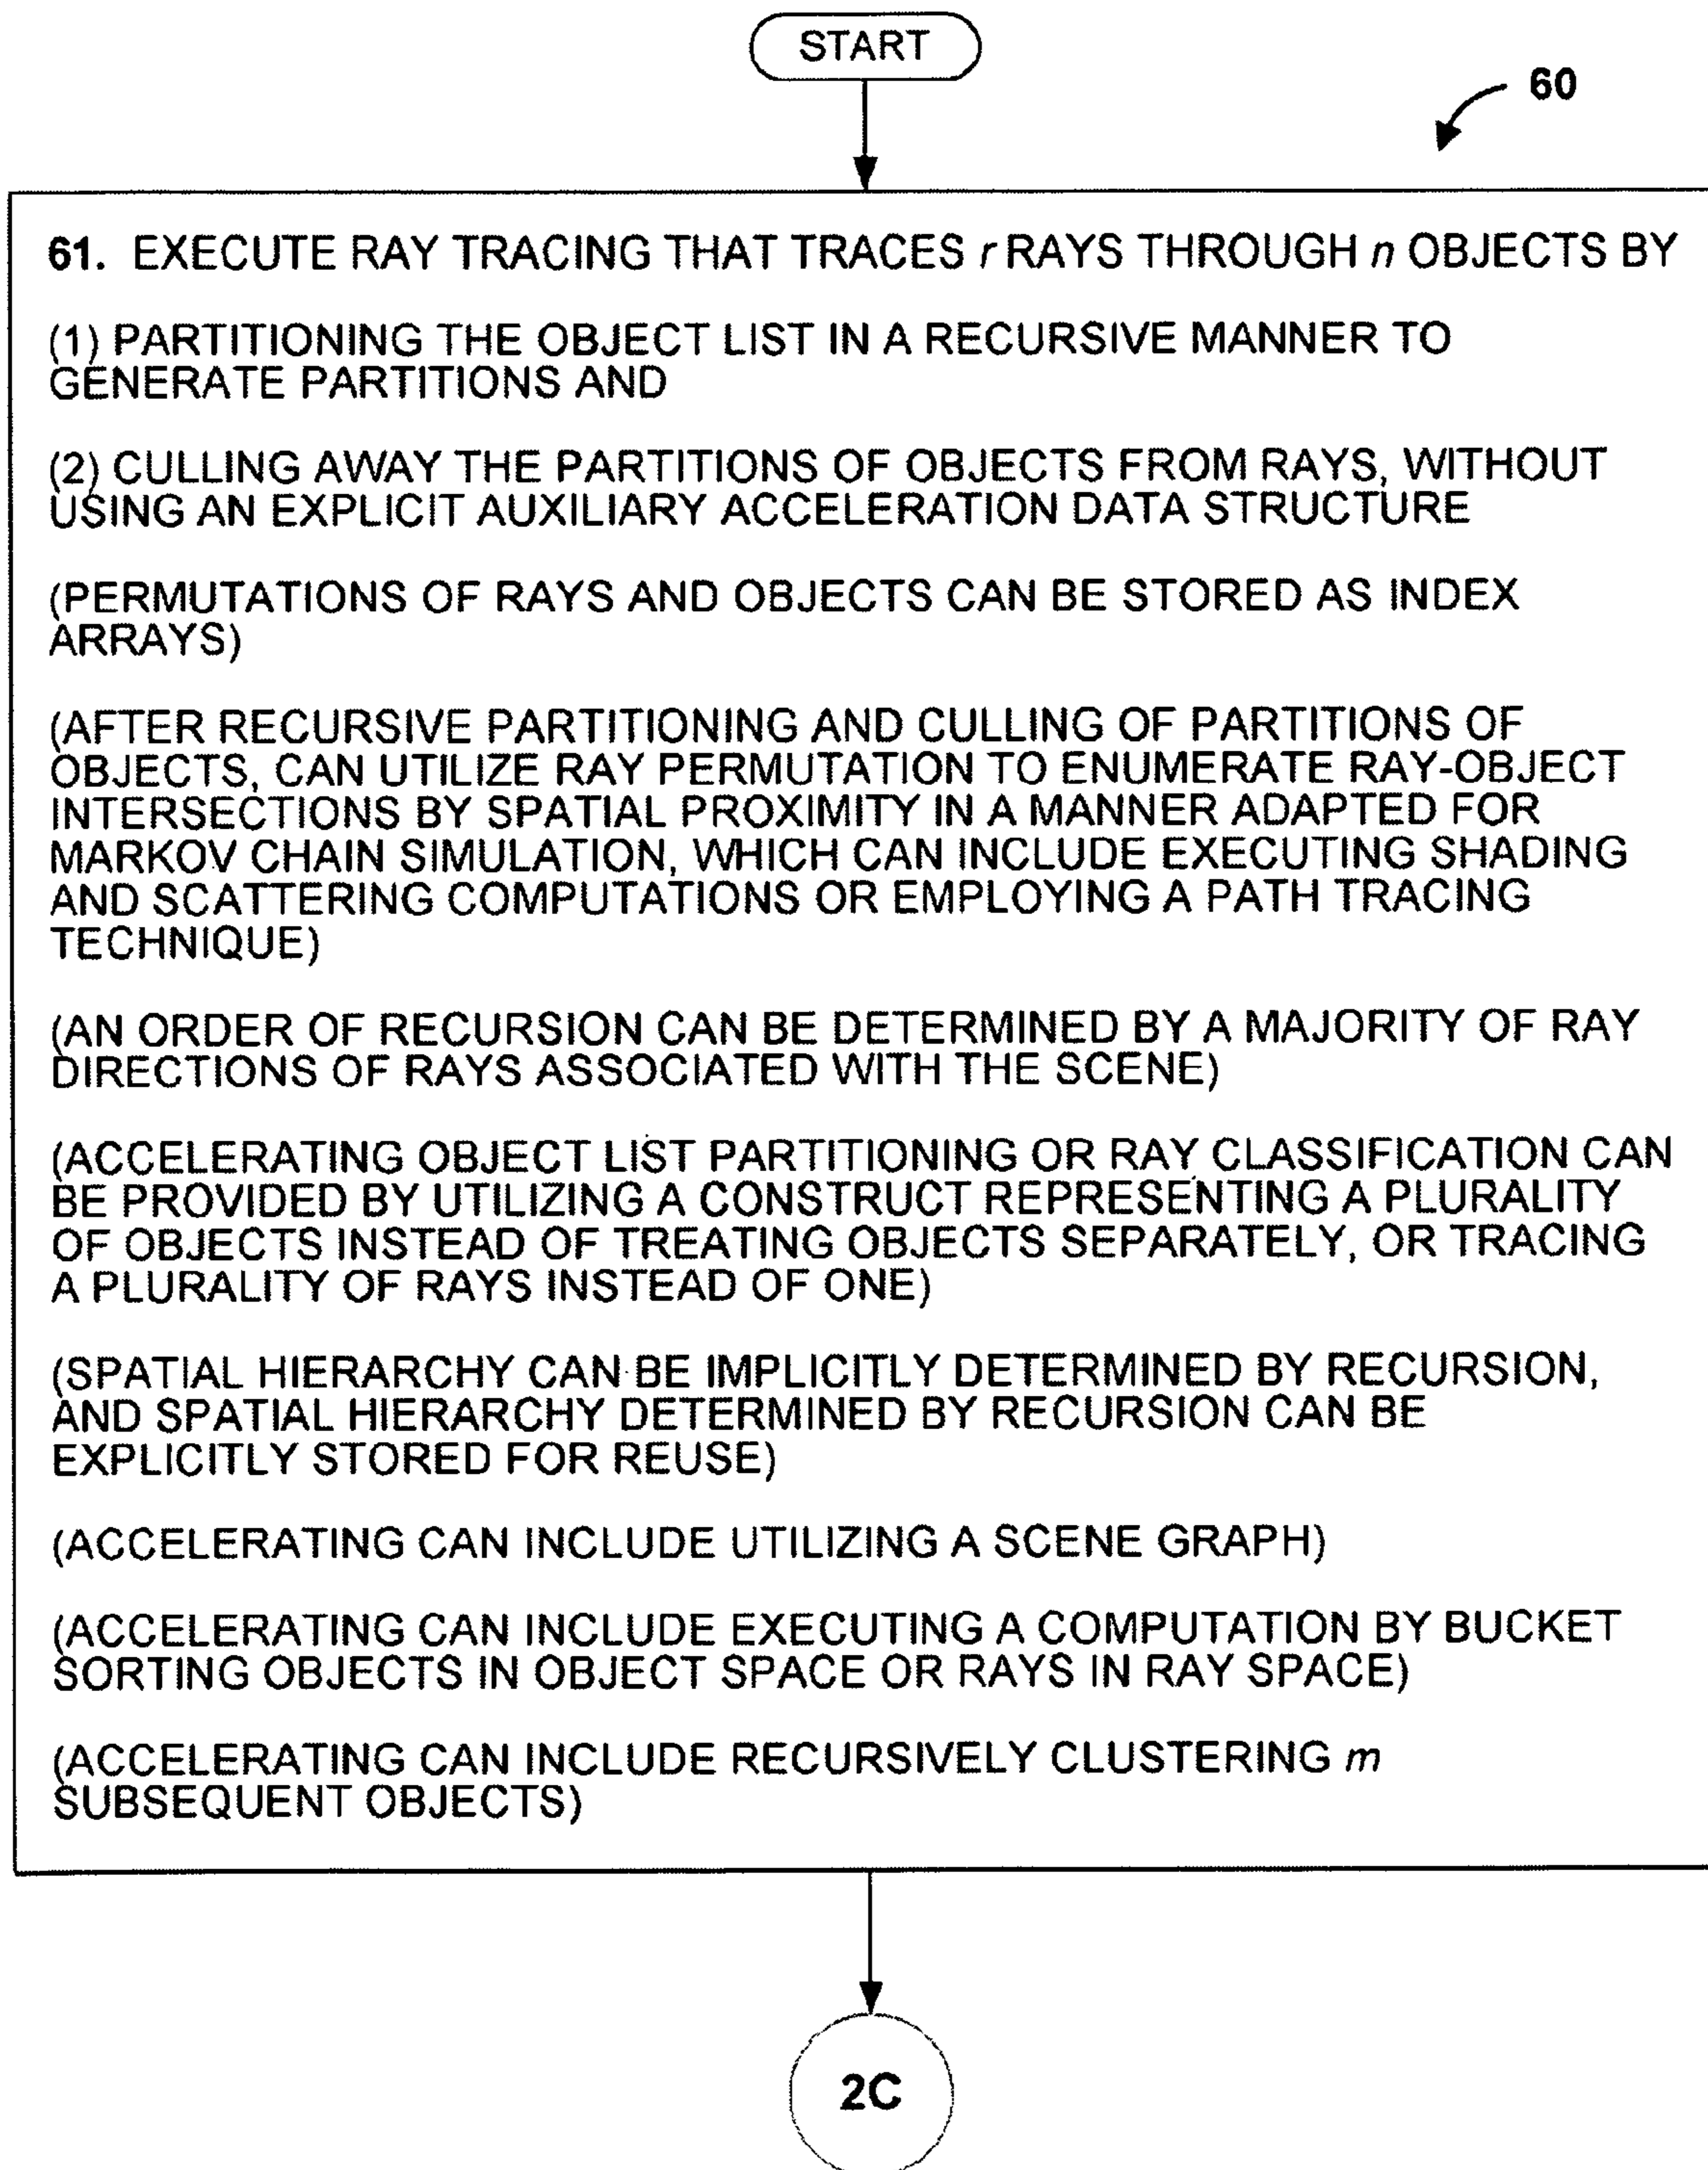 START
60
61. EXECUTE RAY TRACING THAT TRACES r RAYS THROUGH n OBJECTS BY
(1) PARTITIONING THE OBJECT LIST IN A RECURSIVE MANNER TO
GENERATE PARTITIONS AND
(2) CULLING AWAY THE PARTITIONS OF OBJECTS FROM RAYS, WITHOUT
USING AN EXPLICIT AUXILIARY ACCELERATION DATA STRUCTURE
(PERMUTATIONS OF RAYS AND OBJECTS CAN BE STORED AS INDEX
ARRAYS)
(AFTER RECURSIVE PARTITIONING AND CULLING OF PARTITIONS OF
OBJECTS, CAN UTILIZE RAY PERMUTATION TO ENUMERATE RAY-OBJECT
INTERSECTIONS BY SPATIAL PROXIMITY IN A MANNER ADAPTED FOR
MARKOV CHAIN SIMULATION, WHICH CAN INCLUDE EXECUTING SHADING
AND SCATTERING COMPUTATIONS OR EMPLOYING A PATH TRACING
TECHNIQUE)
(AN ORDER OF RECURSION CAN BE DETERMINED BY A MAJORITY OF RAY
DIRECTIONS OF RAYS ASSOCIATED WITH THE SCENE)
(ACCELERATING OBJECT LIST PARTITIONING OR RAY CLASSIFICATION CAN
BE PROVIDED BY UTILIZING A CONSTRUCT REPRESENTING A PLURALITY
OF OBJECTS INSTEAD OF TREATING OBJECTS SEPARATELY, OR TRACING
A PLURALITY OF RAYS INSTEAD OF ONE)
(SPATIAL HIERARCHY CAN BE IMPLICITLY DETERMINED BY RECURSION,
AND SPATIAL HIERARCHY DETERMINED BY RECURSION CAN BE
EXPLICITLY STORED FOR REUSE)
(ACCELERATING CAN INCLUDE UTILIZING A SCENE GRAPH)
(ACCELERATING CAN INCLUDE EXECUTING A COMPUTATION BY BUCKET
SORTING OBJECTS IN OBJECT SPACE OR RAYS IN RAY SPACE)
(ACCELERATING CAN INCLUDE RECURSIVELY CLUSTERING m
SUBSEQUENT OBJECTS)
2C